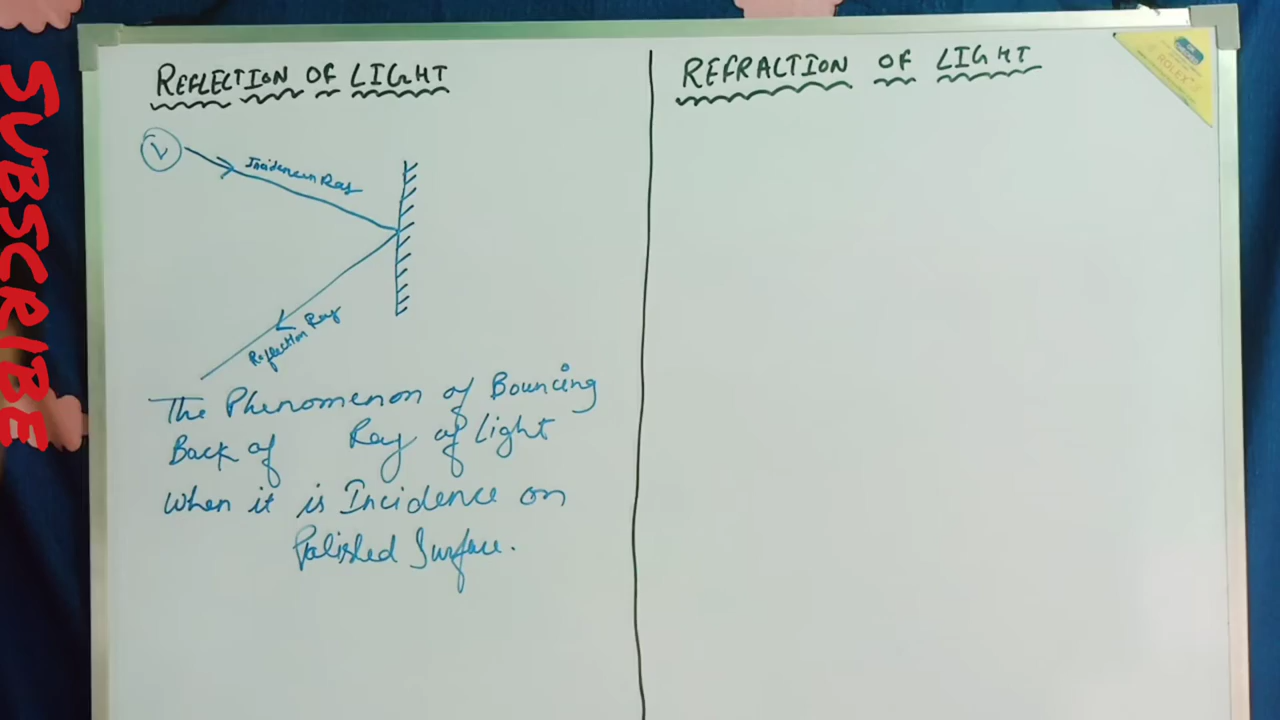 SUBSCRIBE
REFLECTION OF LIGHT
Incidence Ray
Reflection Ray
The Phenomenon of Bouncing
Back of Ray of Light
When it is Incidence on
Polished Surface.
REFRACTION OF LIGHT
ROLEX